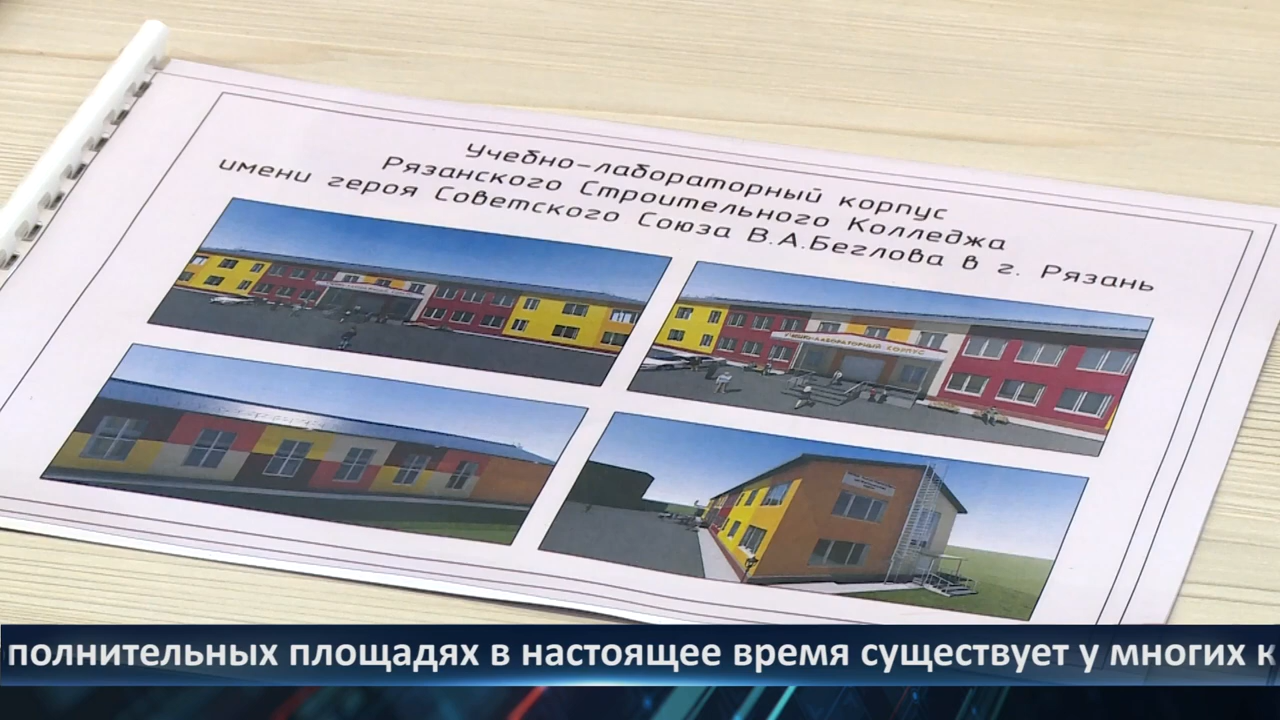 Учебно-лабораторный корпус
Рязанского Строительного Колледжа
имени героя Советского Союза В.А.Беглова в г. Рязань
УЧЕБНО-ЛАБОРАТОРНЫЙ КОРПУС
полнительных площадях в настоящее время существует у многих к